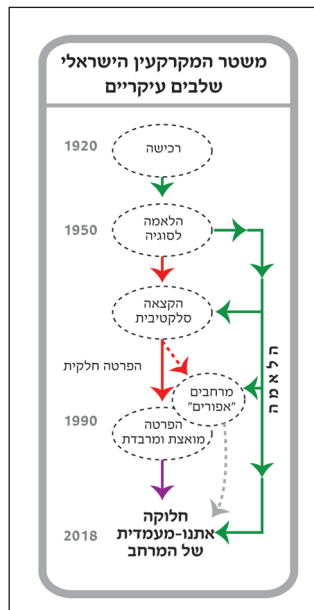 משטר המקרקעין הישראלי
שלבים עיקריים
1920
רכישה
1950
הלאמה
לסוגיה
הקצאה
סלקטיבית
הפרטה חלקית
מרחבים
"אפורים"
הלאמה
1990
הפרטה
מואצת ומרבדת
חלוקה
אתנו-מעמדית
של המרחב
2018